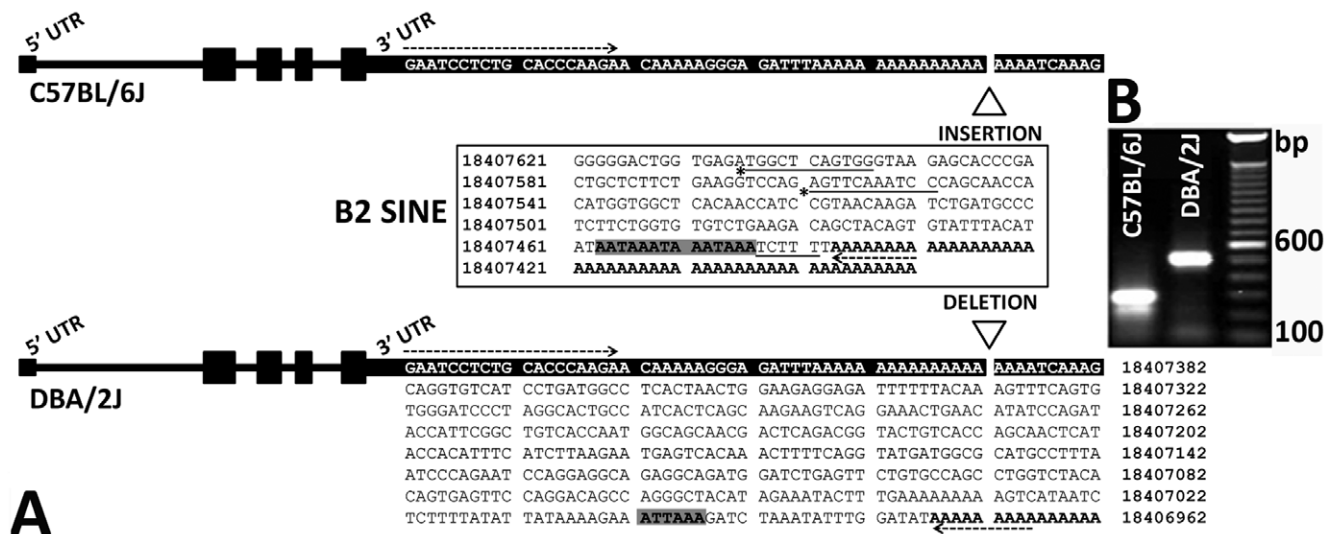 5' UTR
3' UTR
GAATCCTCTG CACCCAAGAA CAAAAAGGGA GATTTAAAAA AAAAAAAAAA AAAATCAAAG
C57BL/6J
INSERTION
B2 SINE
18407621 GGGGGACTGG TGAGATGGCT CAGTGGGTAA GAGCACCCGA
*
18407581 CTGCTCTTCT GAAGGTCCAG AGTTCAAATC CCAGCAACCA
*
18407541 CATGGTGGCT CACAACCATC CGTAACAAGA TCTGATGCCC
18407501 TCTTCTGGTG TGTCTGAAGA CAGCTACAGT GTATTTACAT
18407461 ATAATAAATA AATAAATCTT TAAAAAAAAA AAAAAAAAAA
18407421 AAAAAAAAAA AAAAAAAAAA AAAAAAAAAA
DELETION
5' UTR
3' UTR
GAATCCTCTG CACCCAAGAA CAAAAAGGGA GATTTAAAAA AAAAAAAAAA AAAATCAAAG 18407382
DBA/2J
CAGGTGTCAT CCTGATGGCC TCACTAACTG GAAGAGGAGA TTTTTTACAA AGTTTCAGTG 18407322
TGGGATCCCT AGGCACTGCC ATCACTCAGC AAGAAGTCAG GAAACTGAAC ATATCCAGAT 18407262
ACCATTCGGC TGTCACCAAT GGCAGCAACG ACTCAGACGG TACTGTCACC AGCAACTCAT 18407202
ACCACATTTC ATCTTAAGAA TGAGTCACAA ACTTTTCAGG TATGATGGCG CATGCCTTTA 18407142
ATCCCAGAAT CCAGGAGGCA GAGGCAGATG GATCTGAGTT CTGTGCCAGC CTGGTCTACA 18407082
CAGTGAGTTC CAGGACAGCC AGGGCTACAT AGAAATACTT TGAAAAAAAA AGTCATAATC 18407022
TCTTTTATAT TATAAAAGAA ATTAAAGATC TAAATATTTG GATATAAAAA AAAAAAAAAA 18406962
A
B
C57BL/6J
DBA/2J
bp
600
100